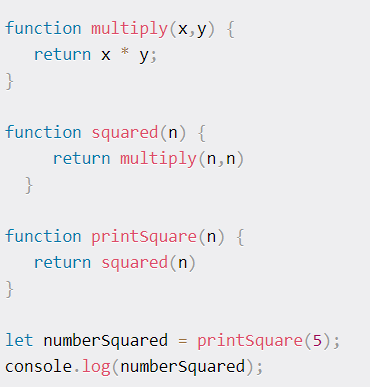 function multiply(x,y) {
   return x * y;
}

function squared(n) {
     return multiply(n,n)
  }

function printSquare(n) {
   return squared(n)
}

let numberSquared = printSquare(5);
console.log(numberSquared);